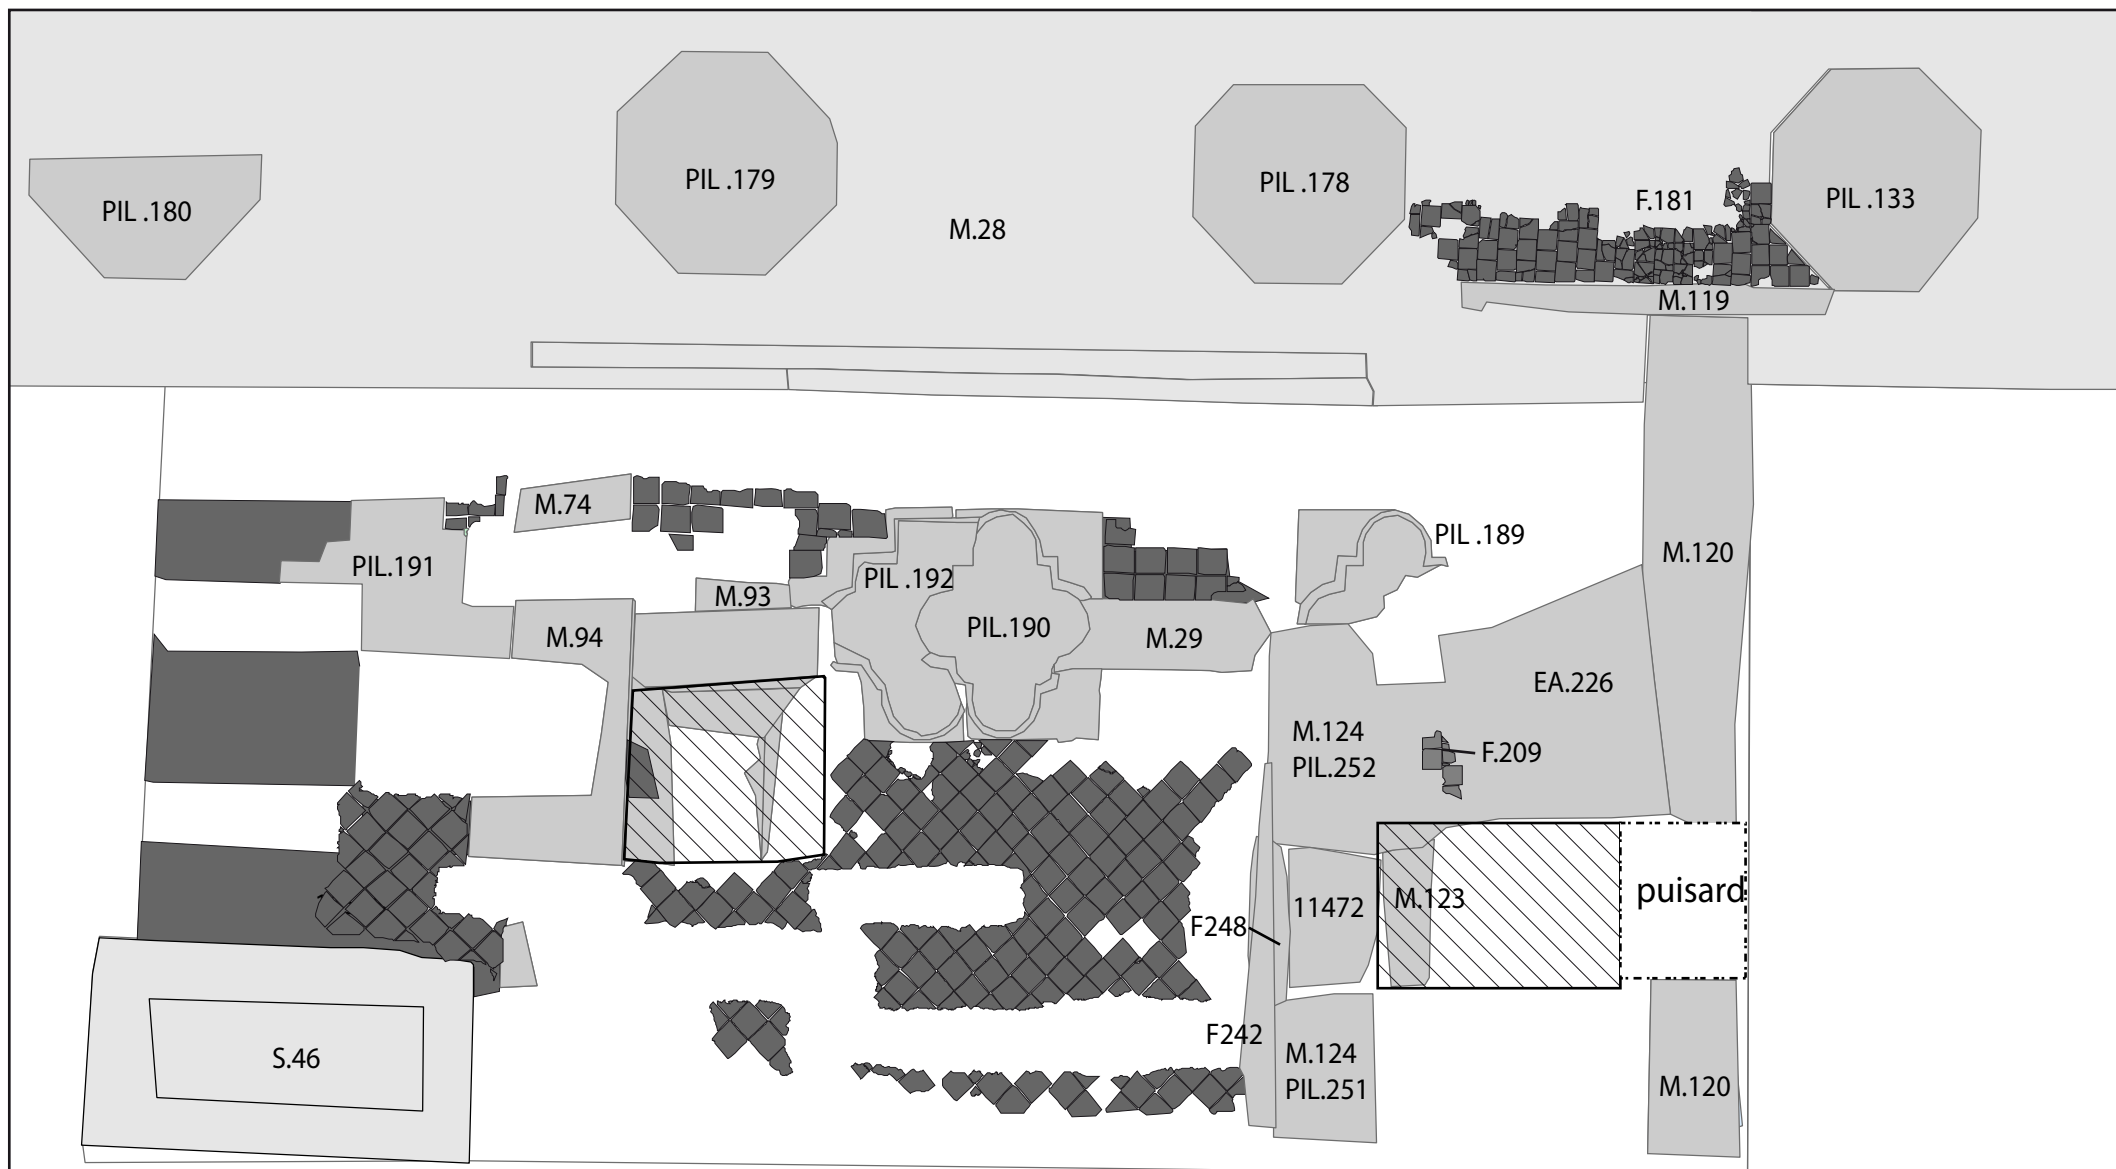 PIL .180
PIL .179
M.28
PIL .178
F.181
PIL .133
M.119
M.74
PIL.191
M.93
PIL .192
PIL .189
M.120
M.94
PIL.190
M.29
EA.226
M.124
PIL.252
F.209
11472
M.123
puisard
F248
F242
S.46
M.124
PIL.251
M.120